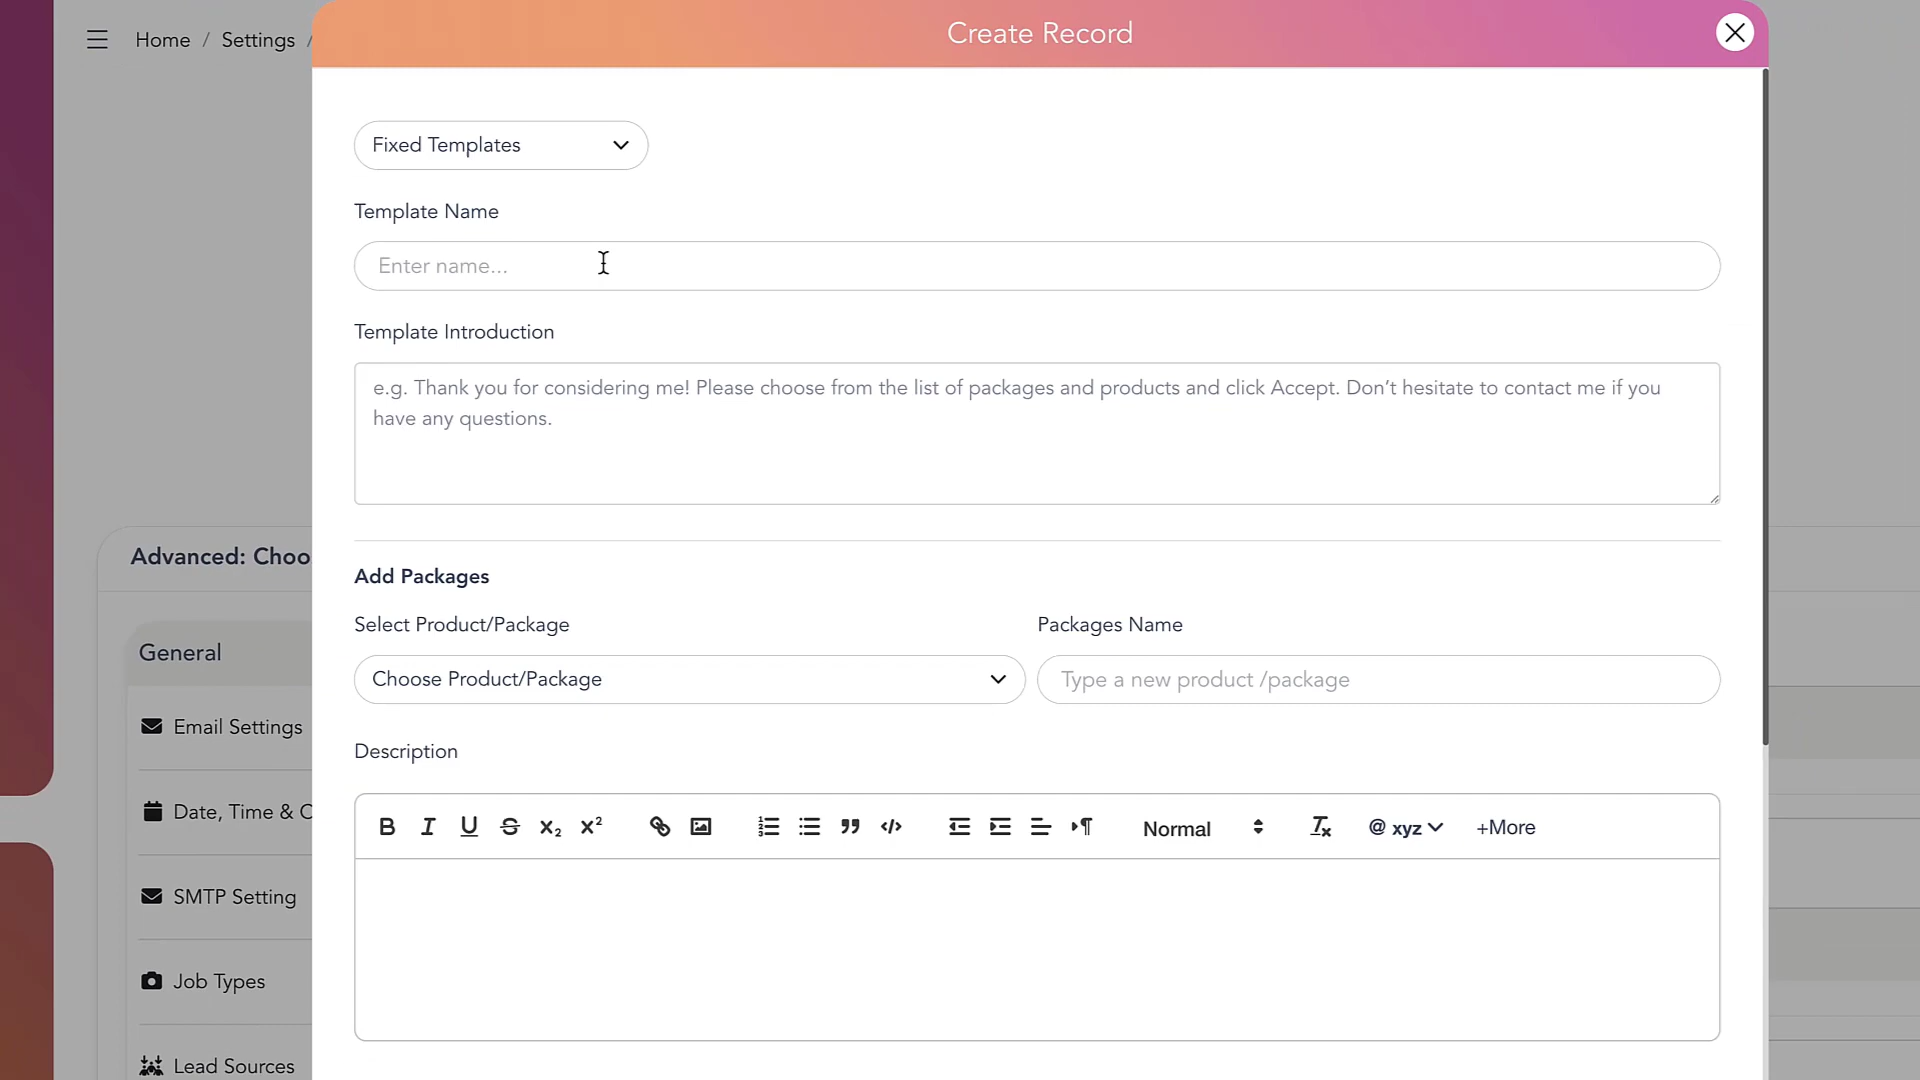 Home / Settings /
Create Record
Fixed Templates
Template Name
Enter name...
Template Introduction
e.g. Thank you for considering me! Please choose from the list of packages and products and click Accept. Don’t hesitate to contact me if you
have any questions.
Advanced: Choo
General
Email Settings
Date, Time & C
SMTP Setting
Job Types
Lead Sources
Add Packages
Select Product/Package
Packages Name
Choose Product/Package
Type a new product /package
Description
Normal
@ xyz
+More